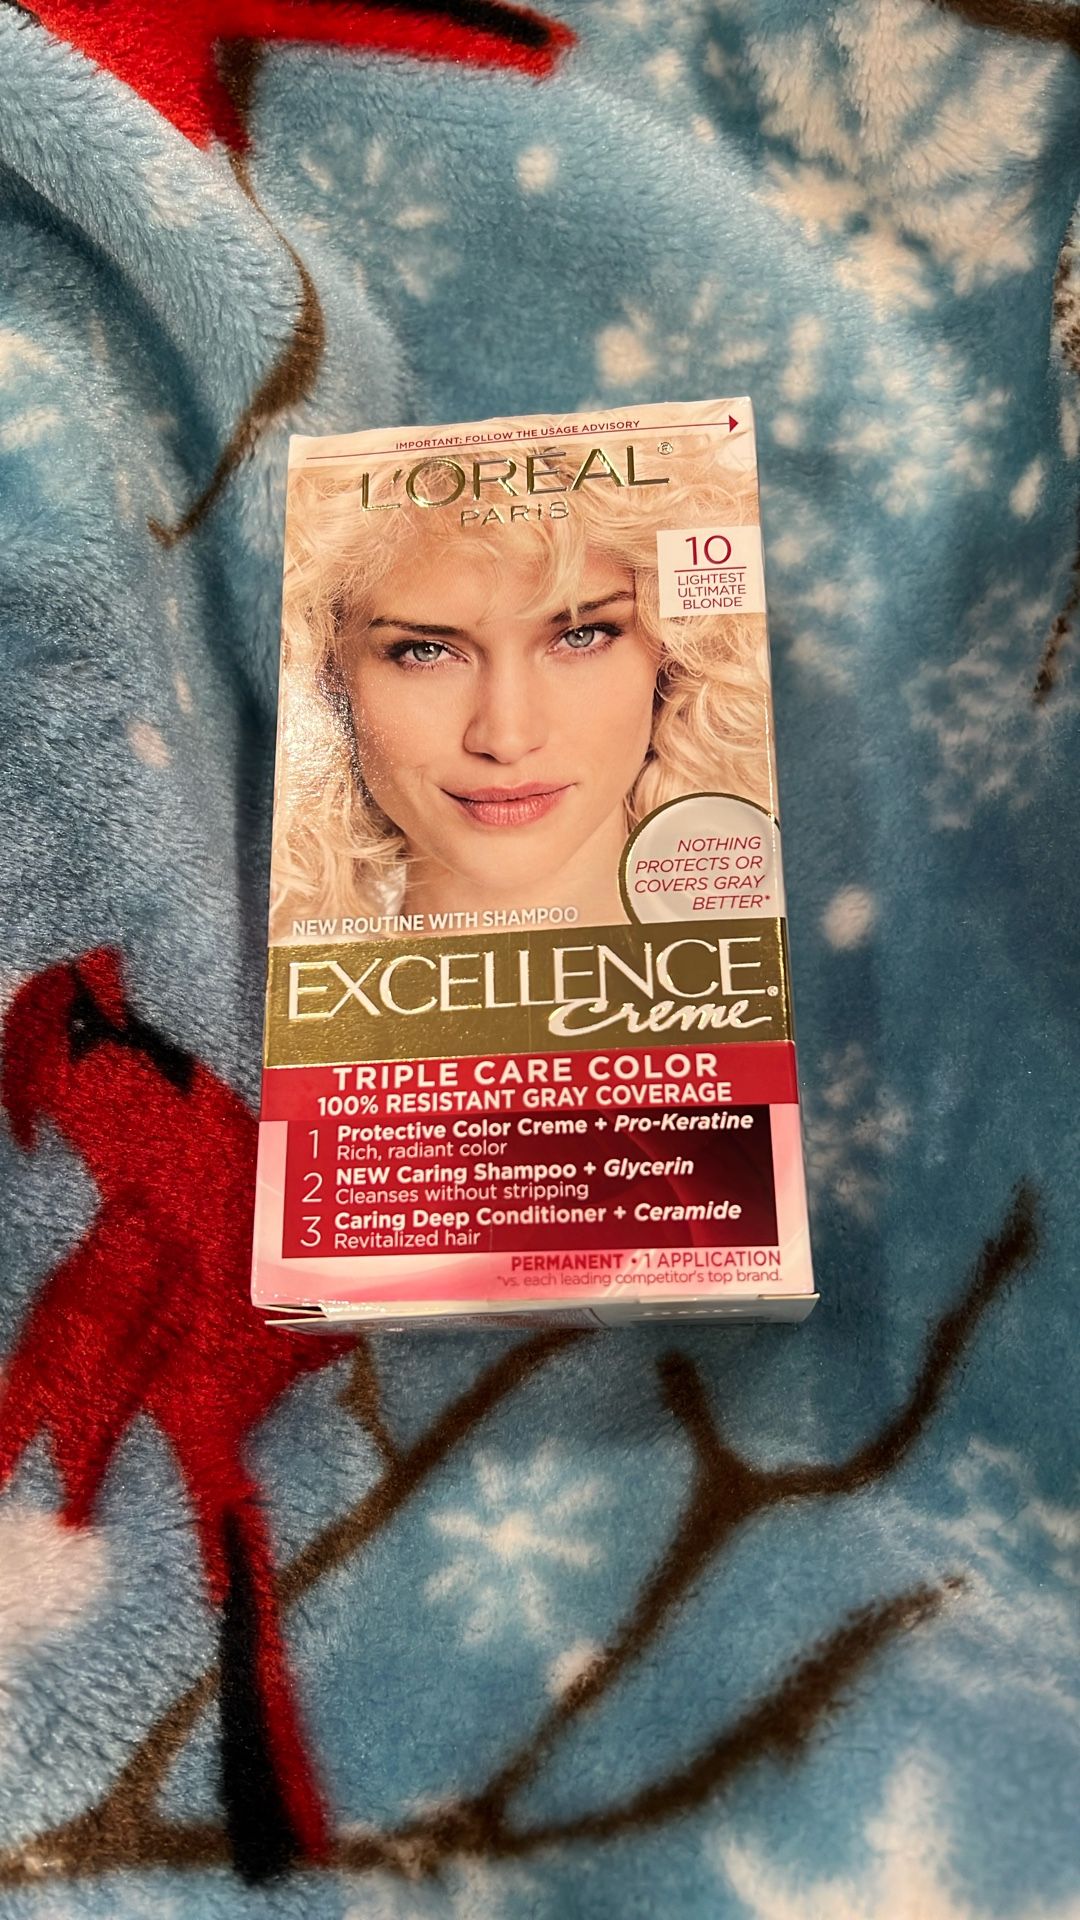 IMPORTANT: FOLLOW THE USAGE ADVISORY
L'ORÉAL®
PARIS
10
LIGHTEST
ULTIMATE
BLONDE
NOTHING
PROTECTS OR
COVERS GRAY
BETTER*
NEW ROUTINE WITH SHAMPOO
EXCELLENCE®
Creme
TRIPLE CARE COLOR
100% RESISTANT GRAY COVERAGE
1 Protective Color Creme + Pro-Keratine
Rich, radiant color
2 NEW Caring Shampoo + Glycerin
Cleanses without stripping
3 Caring Deep Conditioner + Ceramide
Revitalized hair
PERMANENT • 1 APPLICATION
*vs. each leading competitor's top brand.